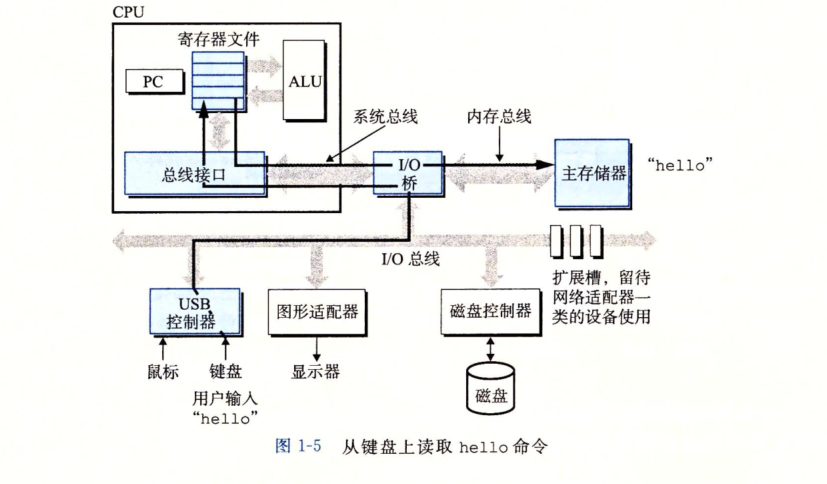 CPU
寄存器文件
PC
ALU
系统总线
内存总线
总线接口
I/O
桥
主存储器
“hello”
I/O 总线
扩展槽，留待
网络适配器一
类的设备使用
USB
控制器
图形适配器
磁盘控制器
鼠标
键盘
显示器
磁盘
用户输入
“hello”
图 1-5 从键盘上读取 hello 命令